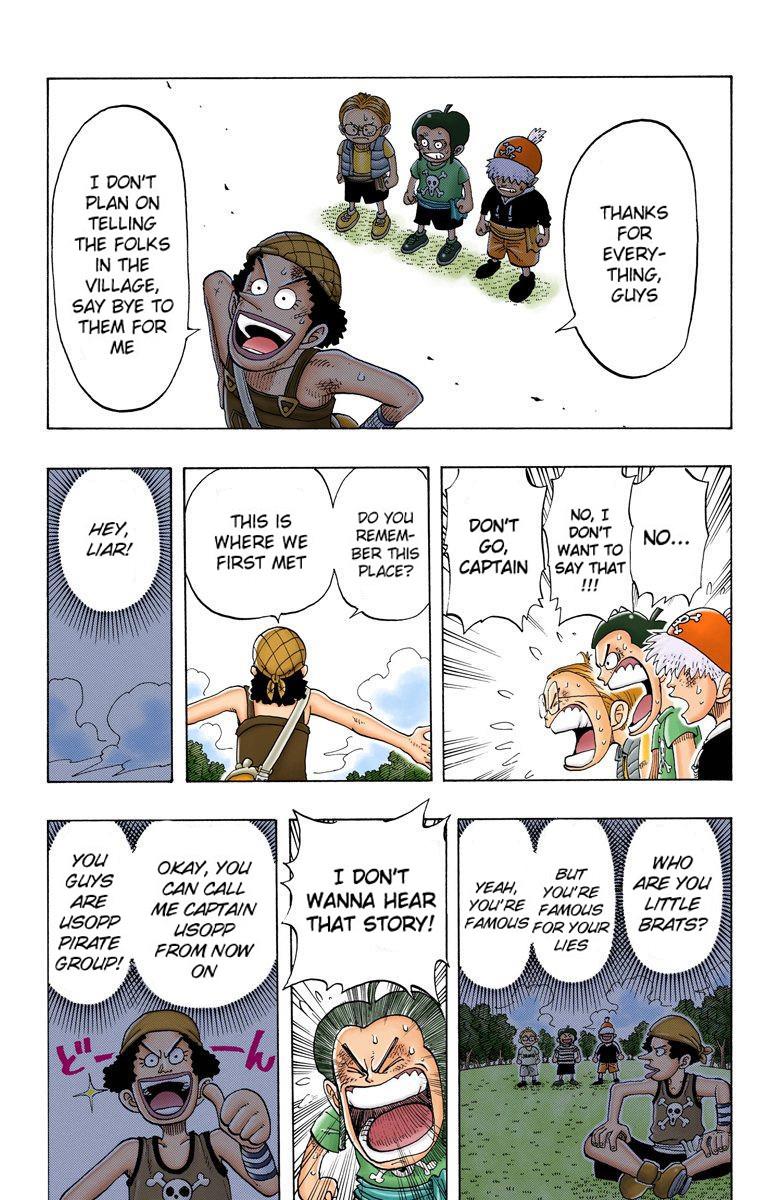 THANKS
FOR
EVERY-
THING,
GUYS
I DON'T
PLAN ON
TELLING
THE FOLKS
IN THE
VILLAGE,
SAY BYE TO
THEM FOR
ME
NO...
NO, I
DON'T
WANT TO
SAY THAT
!!!
DON'T
GO,
CAPTAIN
DO YOU
REMEM-
BER THIS
PLACE?
THIS IS
WHERE WE
FIRST MET
HEY,
LIAR!
WHO
ARE YOU
LITTLE
BRATS?
BUT
YOU'RE
FAMOUS
FOR YOUR
LIES
YEAH,
YOU'RE
FAMOUS
I DON'T
WANNA HEAR
THAT STORY!
OKAY, YOU
CAN CALL
ME CAPTAIN
USOPP
FROM NOW
ON
YOU
GUYS
ARE
USOPP
PIRATE
GROUP!
どーーん